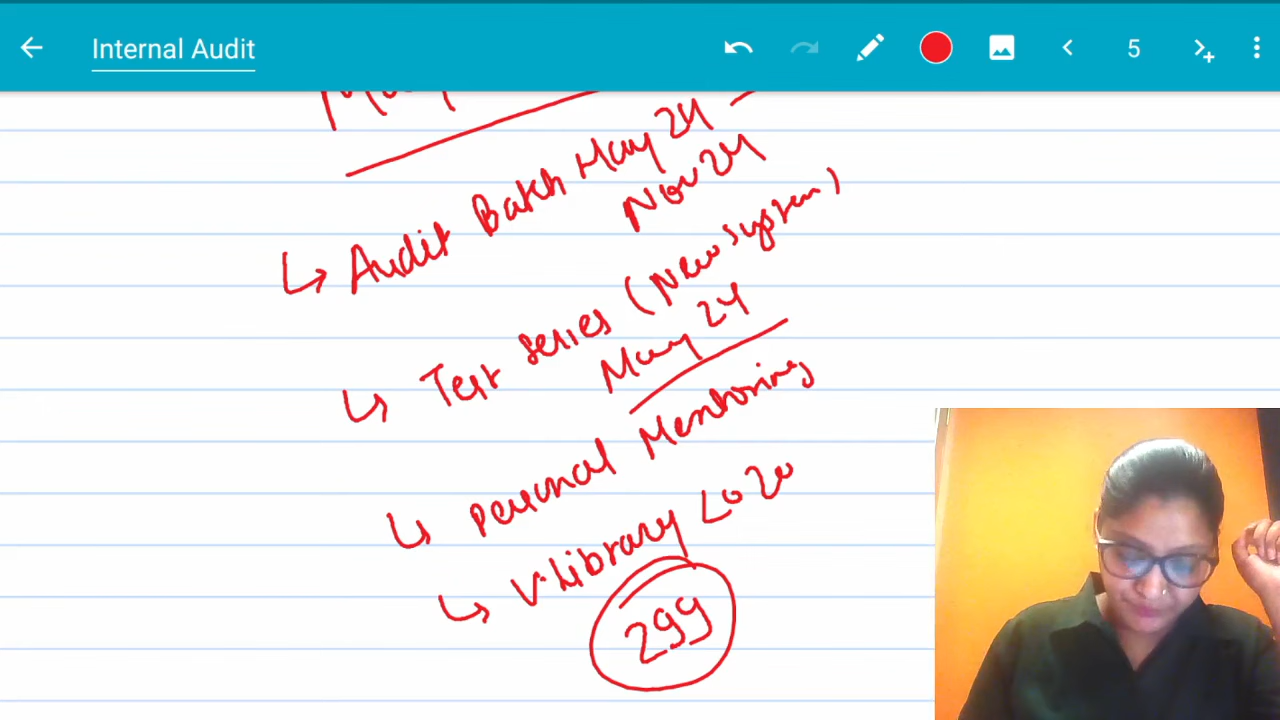 Internal Audit
5
Audit Batch May 24
Nov 24
Test Series (New System)
May 24
Personal Mentoring
V. Library
299